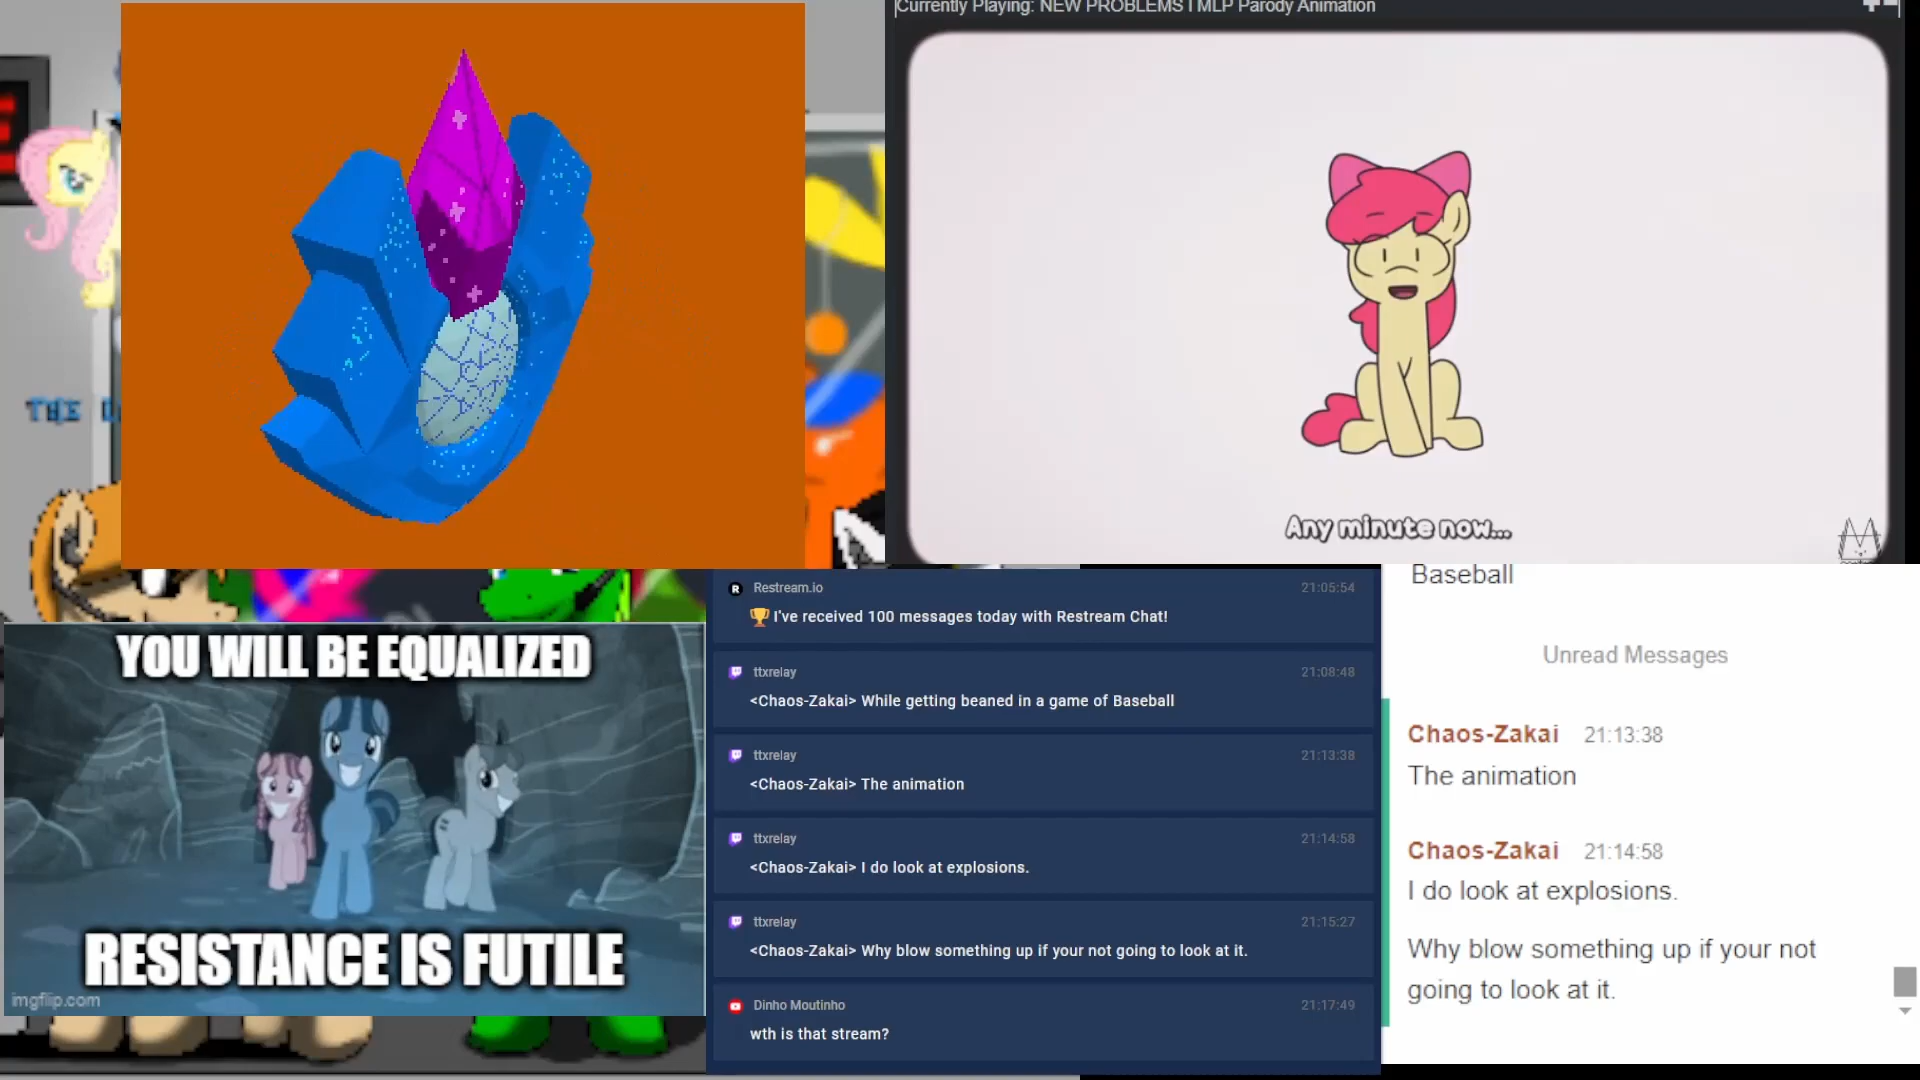 Currently Playing: NEW PROBLEMS I MLP Parody Animation
Any minute now...
THE
YOU WILL BE EQUALIZED
RESISTANCE IS FUTILE
imgflip.com
Restream.io 21:05:54
🏆 I've received 100 messages today with Restream Chat!
ttxrelay 21:08:48
<Chaos-Zakai> While getting beaned in a game of Baseball
ttxrelay 21:13:38
<Chaos-Zakai> The animation
ttxrelay 21:14:58
<Chaos-Zakai> I do look at explosions.
ttxrelay 21:15:27
<Chaos-Zakai> Why blow something up if your not going to look at it.
Dinho Moutinho 21:17:49
wth is that stream?
Baseball
Unread Messages
Chaos-Zakai 21:13:38
The animation
Chaos-Zakai 21:14:58
I do look at explosions.
Why blow something up if your not
going to look at it.